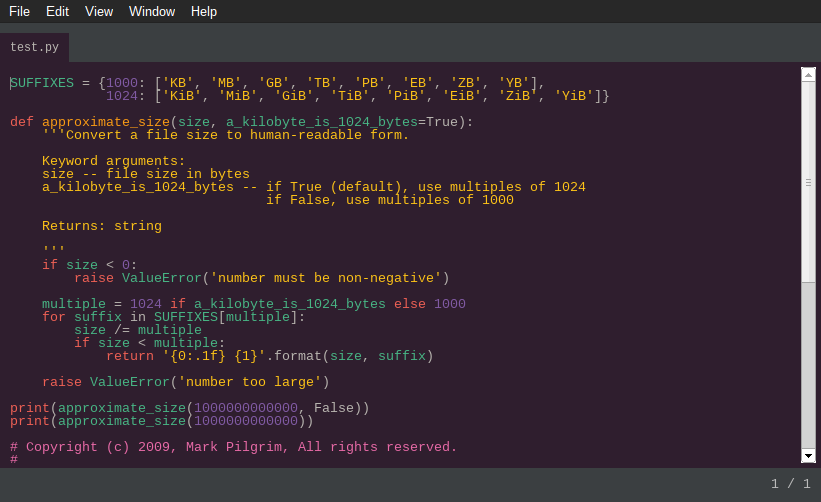 File Edit View Window Help
test.py
SUFFIXES = {1000: ['KB', 'MB', 'GB', 'TB', 'PB', 'EB', 'ZB', 'YB'],
            1024: ['KiB', 'MiB', 'GiB', 'TiB', 'PiB', 'EiB', 'ZiB', 'YiB']}
def approximate_size(size, a_kilobyte_is_1024_bytes=True):
    '''Convert a file size to human-readable form.
    Keyword arguments:
    size -- file size in bytes
    a_kilobyte_is_1024_bytes -- if True (default), use multiples of 1024
                                if False, use multiples of 1000
    Returns: string
    '''
    if size < 0:
        raise ValueError('number must be non-negative')
    multiple = 1024 if a_kilobyte_is_1024_bytes else 1000
    for suffix in SUFFIXES[multiple]:
        size /= multiple
        if size < multiple:
            return '{0:.1f} {1}'.format(size, suffix)
    raise ValueError('number too large')
print(approximate_size(1000000000000, False))
print(approximate_size(1000000000000))
# Copyright (c) 2009, Mark Pilgrim, All rights reserved.
#
1 / 1